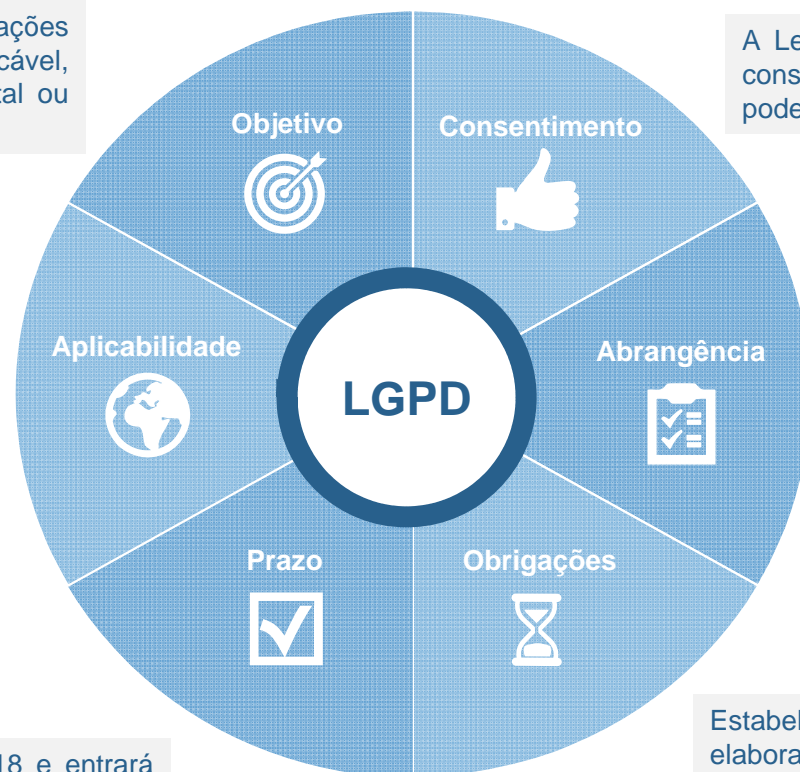 ações
cável,
tal ou
A Le
cons
pode
Objetivo
Consentimento
Aplicabilidade
Abrangência
LGPD
Prazo
Obrigações
18 e entrará
Estabel
elabora